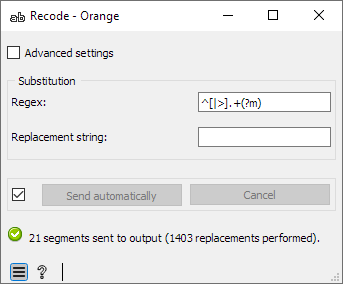 Recode - Orange
Advanced settings
Substitution
Regex: ^[|>].+(?m)
Replacement string:
Send automatically Cancel
21 segments sent to output (1403 replacements performed).
?